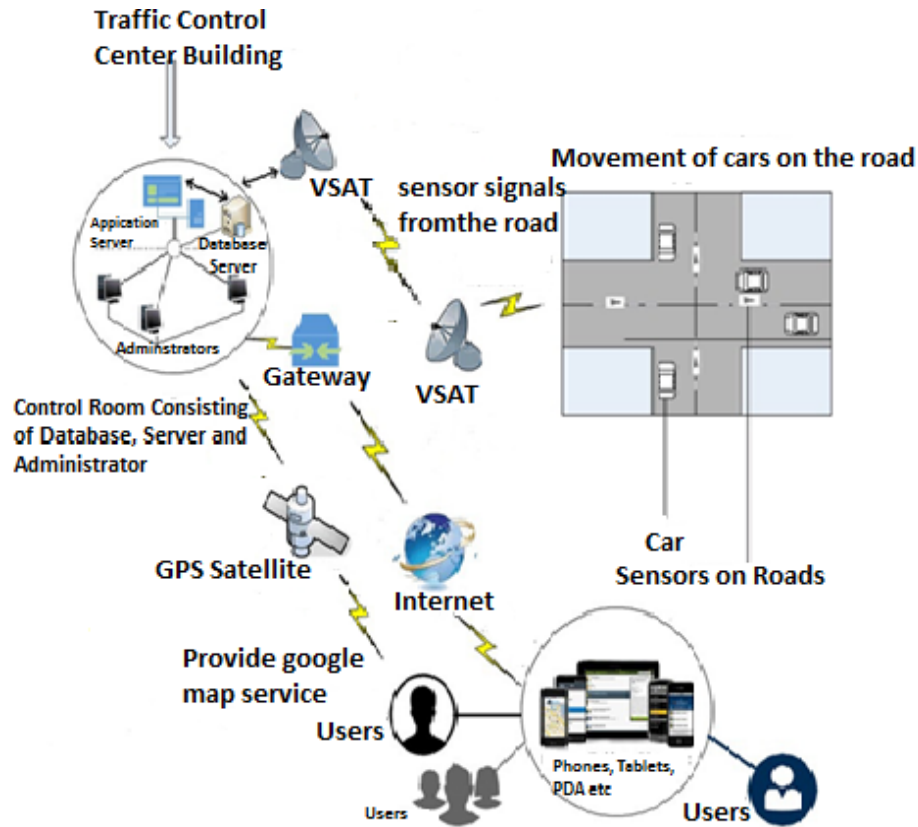 Traffic Control
Center Building
VSAT
sensor signals
fromthe road
Movement of cars on the road
Appication
Server
Database
Server
Adminstrators
Gateway
VSAT
Control Room Consisting
of Database, Server and
Administrator
GPS Satellite
Internet
Car
Sensors on Roads
Provide google
map service
Users
Users
Phones, Tablets,
PDA etc
Users